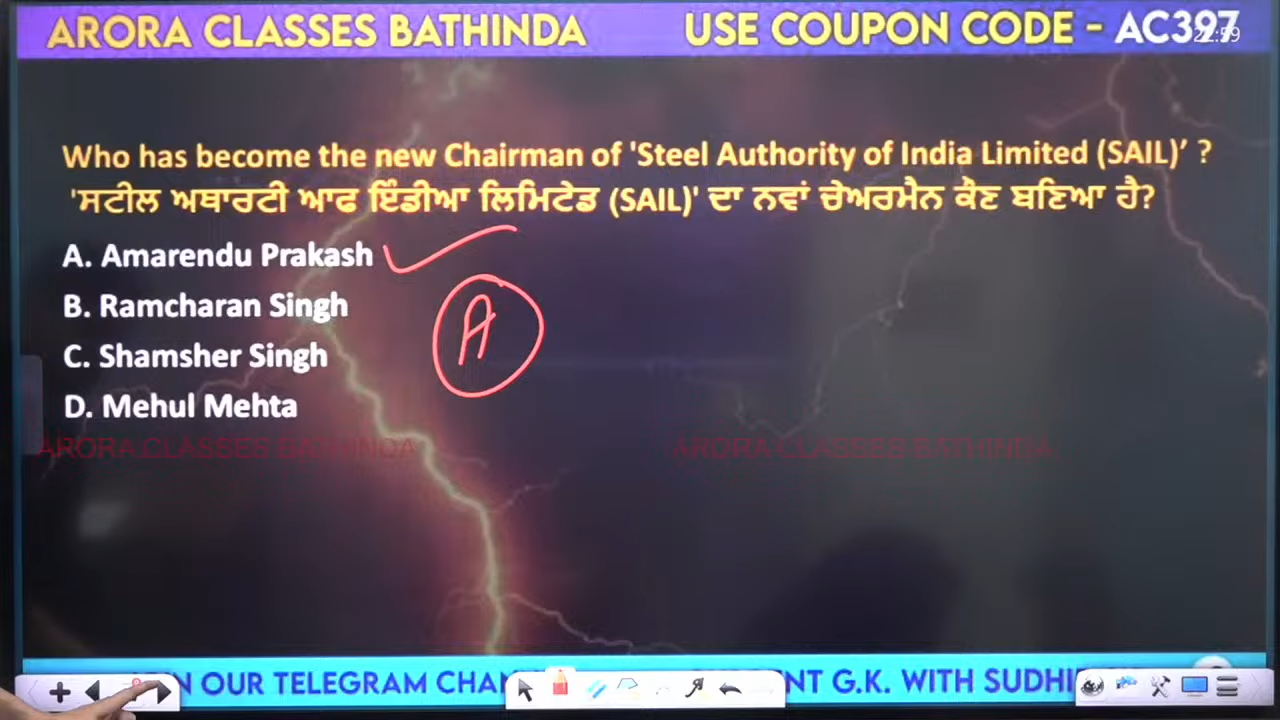 ARORA CLASSES BATHINDA USE COUPON CODE - AC397
22:59
Who has become the new Chairman of 'Steel Authority of India Limited (SAIL)’ ?
'ਸਟੀਲ ਅਥਾਰਟੀ ਆਫ ਇੰਡੀਆ ਲਿਮਿਟੇਡ (SAIL)' ਦਾ ਨਵਾਂ ਚੇਅਰਮੈਨ ਕੌਣ ਬਣਿਆ ਹੈ?
A. Amarendu Prakash
B. Ramcharan Singh
A
C. Shamsher Singh
D. Mehul Mehta
ARORA CLASSES BATHINDA ARORA CLASSES BATHINDA
OUR TELEGRAM G.K. WITH